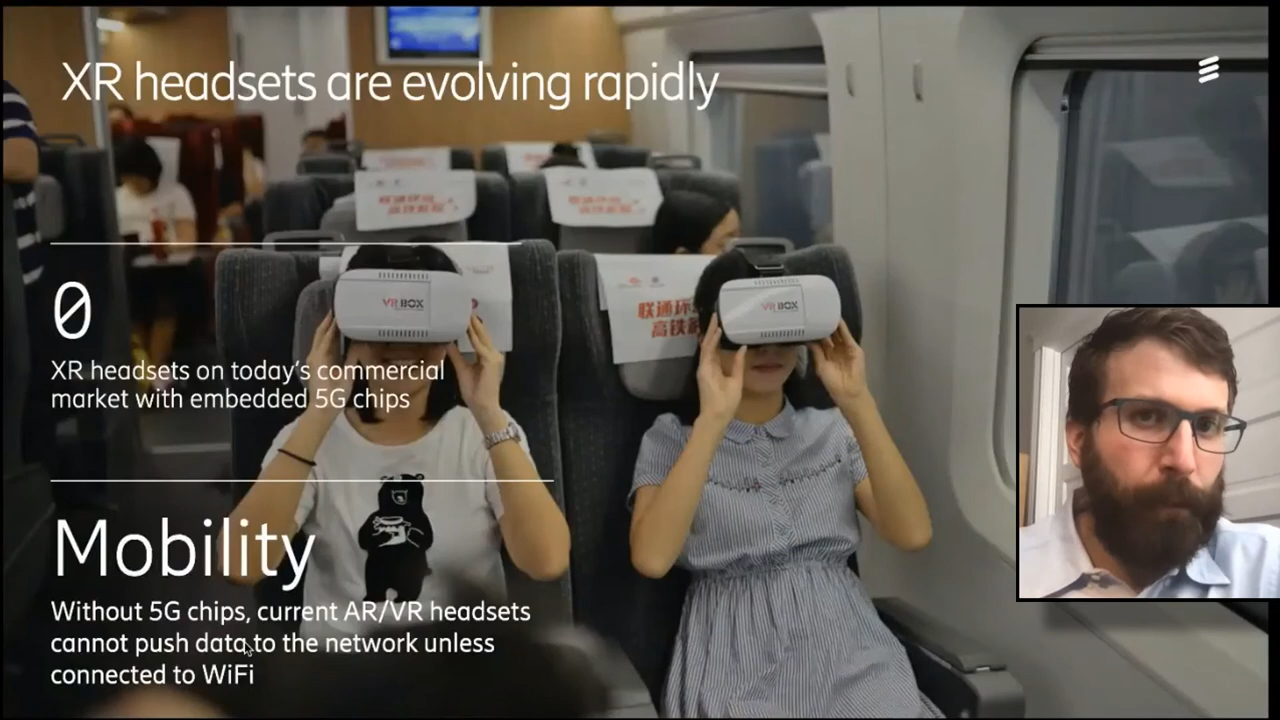 XR headsets are evolving rapidly
0
XR headsets on today's commercial
market with embedded 5G chips
Mobility
Without 5G chips, current AR/VR headsets
cannot push data to the network unless
connected to WiFi
VR BOX
VR BOX
联通环
高铁